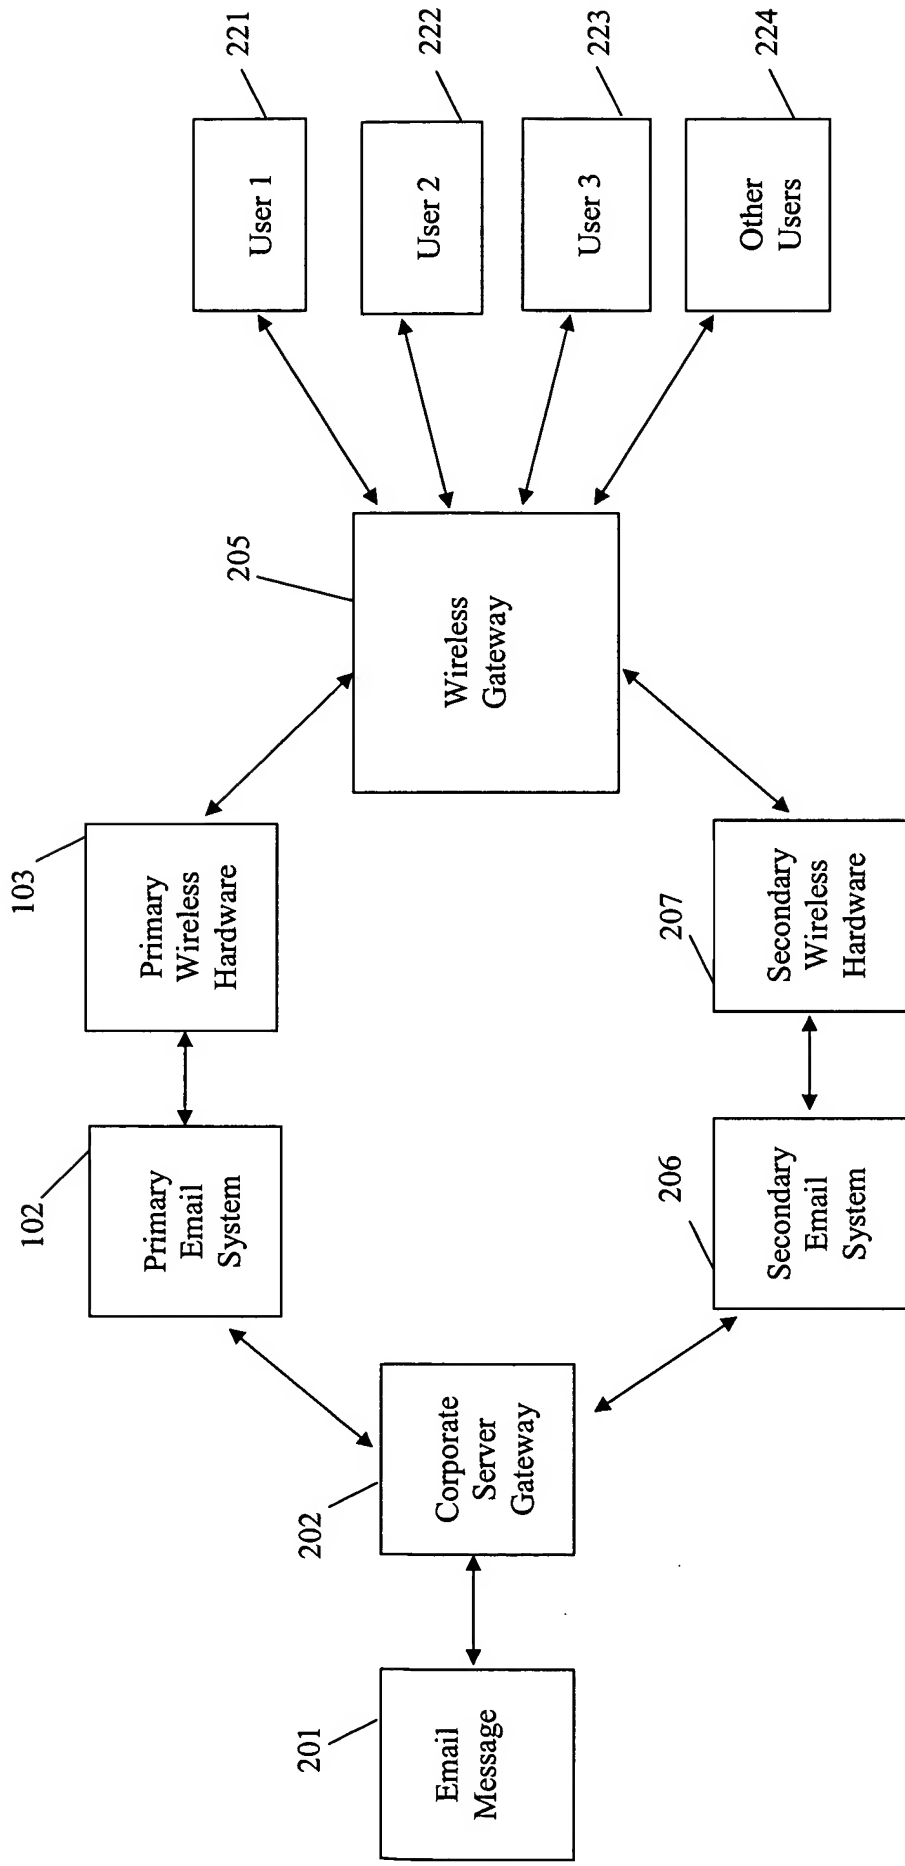 201
Email
Message
202
Corporate
Server
Gateway
102
Primary
Email
System
103
Primary
Wireless
Hardware
206
Secondary
Email
System
207
Secondary
Wireless
Hardware
205
Wireless
Gateway
221
User 1
222
User 2
223
User 3
224
Other
Users